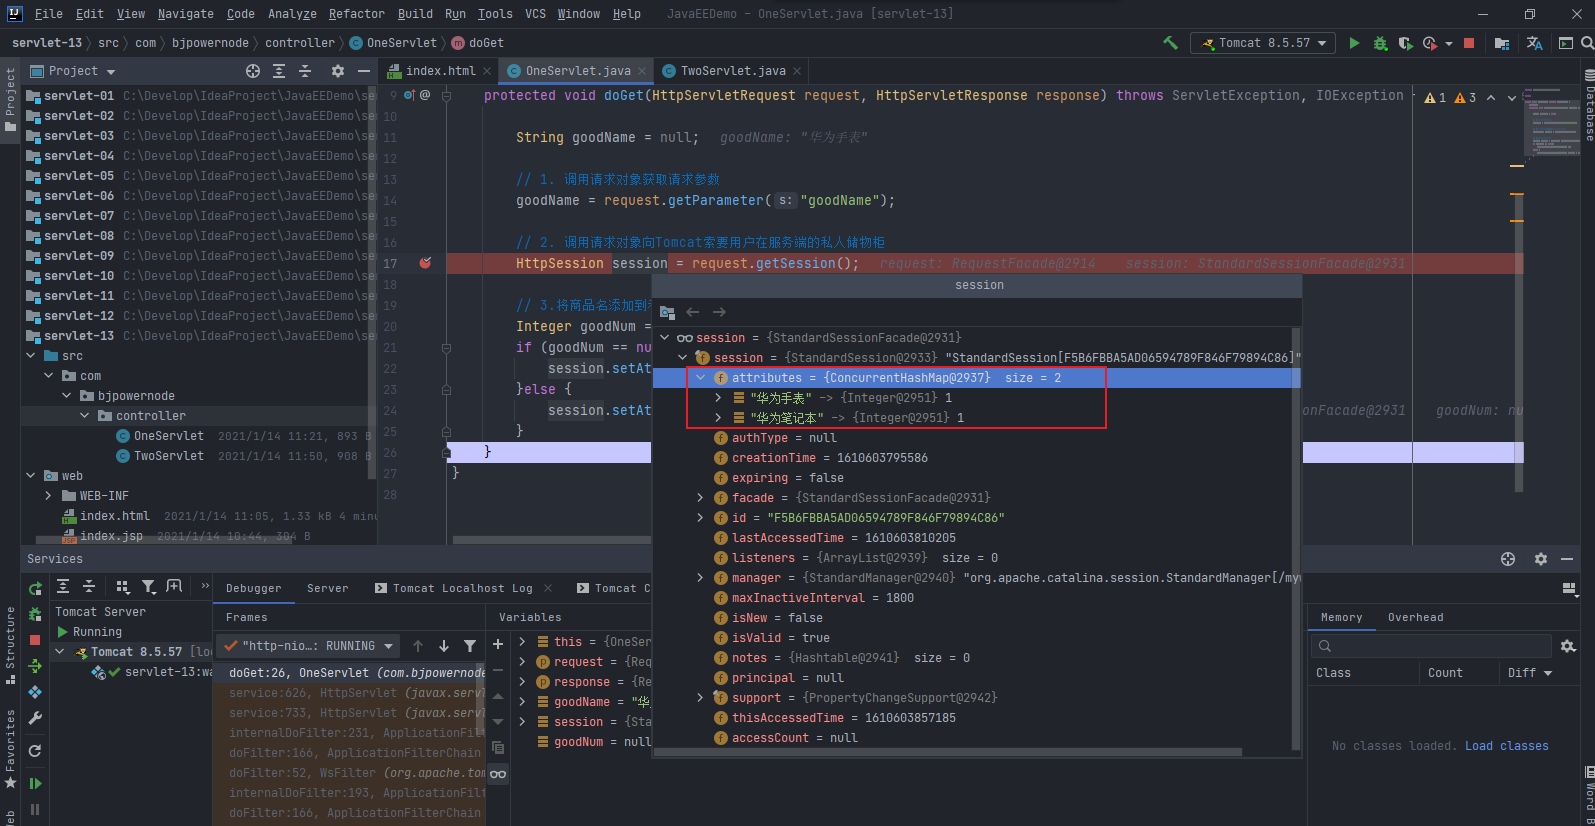 File Edit View Navigate Code Analyze Refactor Build Run Tools VCS Window Help JavaEEDemo - OneServlet.java [servlet-13]
servlet-13 src com bjpowernode controller OneServlet doGet Tomcat 8.5.57
Project index.html OneServlet.java TwoServlet.java
servlet-01 C:\Develop\IdeaProject\JavaEEDemo\se
servlet-02 C:\Develop\IdeaProject\JavaEEDemo\se
servlet-03 C:\Develop\IdeaProject\JavaEEDemo\se
servlet-04 C:\Develop\IdeaProject\JavaEEDemo\se
servlet-05 C:\Develop\IdeaProject\JavaEEDemo\se
servlet-06 C:\Develop\IdeaProject\JavaEEDemo\se
servlet-07 C:\Develop\IdeaProject\JavaEEDemo\se
servlet-08 C:\Develop\IdeaProject\JavaEEDemo\se
servlet-09 C:\Develop\IdeaProject\JavaEEDemo\se
servlet-10 C:\Develop\IdeaProject\JavaEEDemo\se
servlet-11 C:\Develop\IdeaProject\JavaEEDemo\se
servlet-12 C:\Develop\IdeaProject\JavaEEDemo\se
servlet-13 C:\Develop\IdeaProject\JavaEEDemo\se
src
com
bjpowernode
controller
OneServlet 2021/1/14 11:21, 893 B
TwoServlet 2021/1/14 11:50, 908 B
web
WEB-INF
index.html 2021/1/14 11:05, 1.33 kB 4 minu
index.jsp 2021/1/14 10:44, 304 B
9 protected void doGet(HttpServletRequest request, HttpServletResponse response) throws ServletException, IOException
1 3
10
11 String goodName = null; goodName: "华为手表"
12
13 // 1. 调用请求对象获取请求参数
14 goodName = request.getParameter( s: "goodName");
15
16 // 2. 调用请求对象向Tomcat索要用户在服务端的私人储物柜
17 HttpSession session = request.getSession(); request: RequestFacade@2914 session: StandardSessionFacade@2931
18
19 // 3.将商品名添加到
20 Integer goodNum =
21 if (goodNum == nu
22 session.setAt
23 }else {
24 session.setAt
ionFacade@2931 goodNum: nu
25 }
26 }
27 }
28
session
session = {StandardSessionFacade@2931}
session = {StandardSession@2933} "StandardSession[F5B6FBBA5AD06594789F846F79894C86]"
attributes = {ConcurrentHashMap@2937} size = 2
"华为手表" -> {Integer@2951} 1
"华为笔记本" -> {Integer@2951} 1
authType = null
creationTime = 1610603795586
expiring = false
facade = {StandardSessionFacade@2931}
id = "F5B6FBBA5AD06594789F846F79894C86"
lastAccessedTime = 1610603810205
listeners = {ArrayList@2939} size = 0
manager = {StandardManager@2940} "org.apache.catalina.session.StandardManager[/myw
maxInactiveInterval = 1800
isNew = false
isValid = true
notes = {Hashtable@2941} size = 0
principal = null
support = {PropertyChangeSupport@2942}
thisAccessedTime = 1610603857185
accessCount = null
Services
Debugger Server Tomcat Localhost Log Tomcat C
Tomcat Server
Running
Tomcat 8.5.57 [loc
servlet-13:wa
Frames
"http-nio…: RUNNING
doGet:26, OneServlet (com.bjpowernode
service:626, HttpServlet (javax.servl
service:733, HttpServlet (javax.servl
internalDoFilter:231, ApplicationFil
doFilter:166, ApplicationFilterChain
doFilter:52, WsFilter (org.apache.tom
internalDoFilter:193, ApplicationFil
doFilter:166, ApplicationFilterChain
Variables
this = {OneServ
request = {Req
response = {Re
goodName = "华
session = {Sta
goodNum = null
Memory Overhead
Class Count Diff
No classes loaded. Load classes
Project
Structure
Favorites
Database
Word B